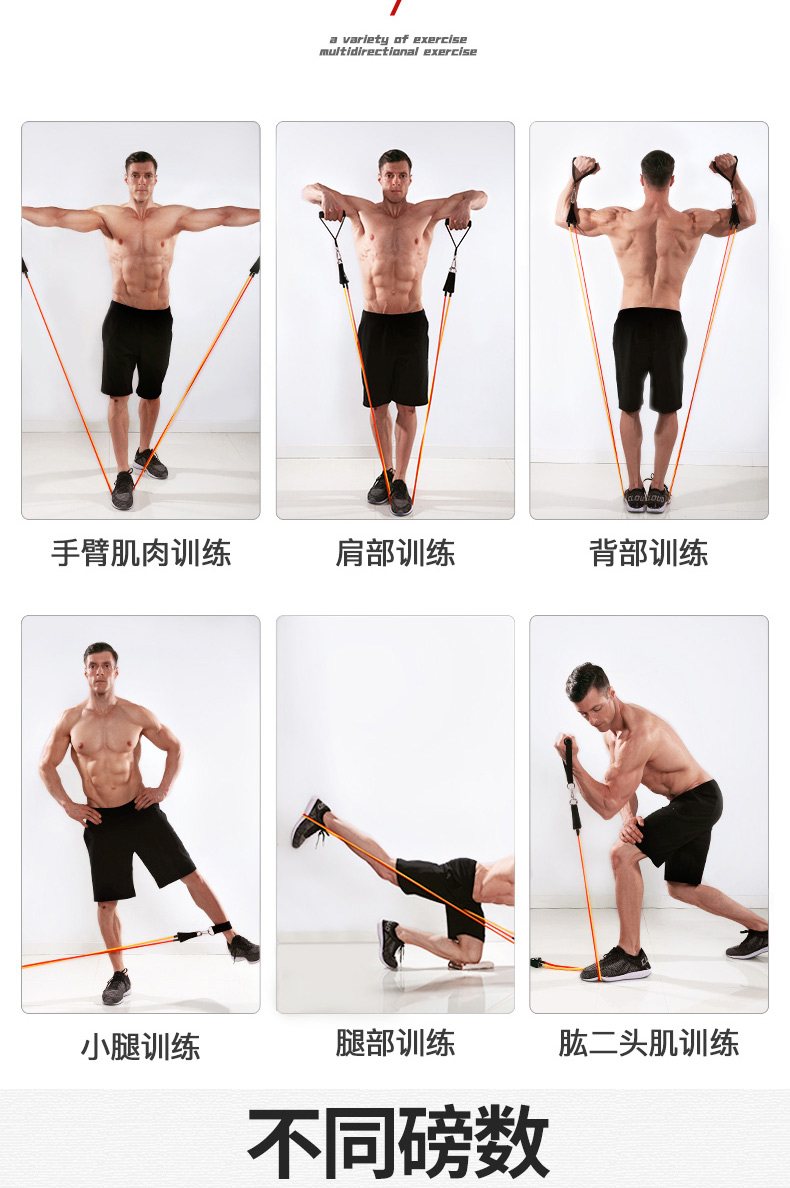 a variety of exercise
multidirectional exercise
手臂肌肉训练
肩部训练
背部训练
小腿训练
腿部训练
肱二头肌训练
不同磅数